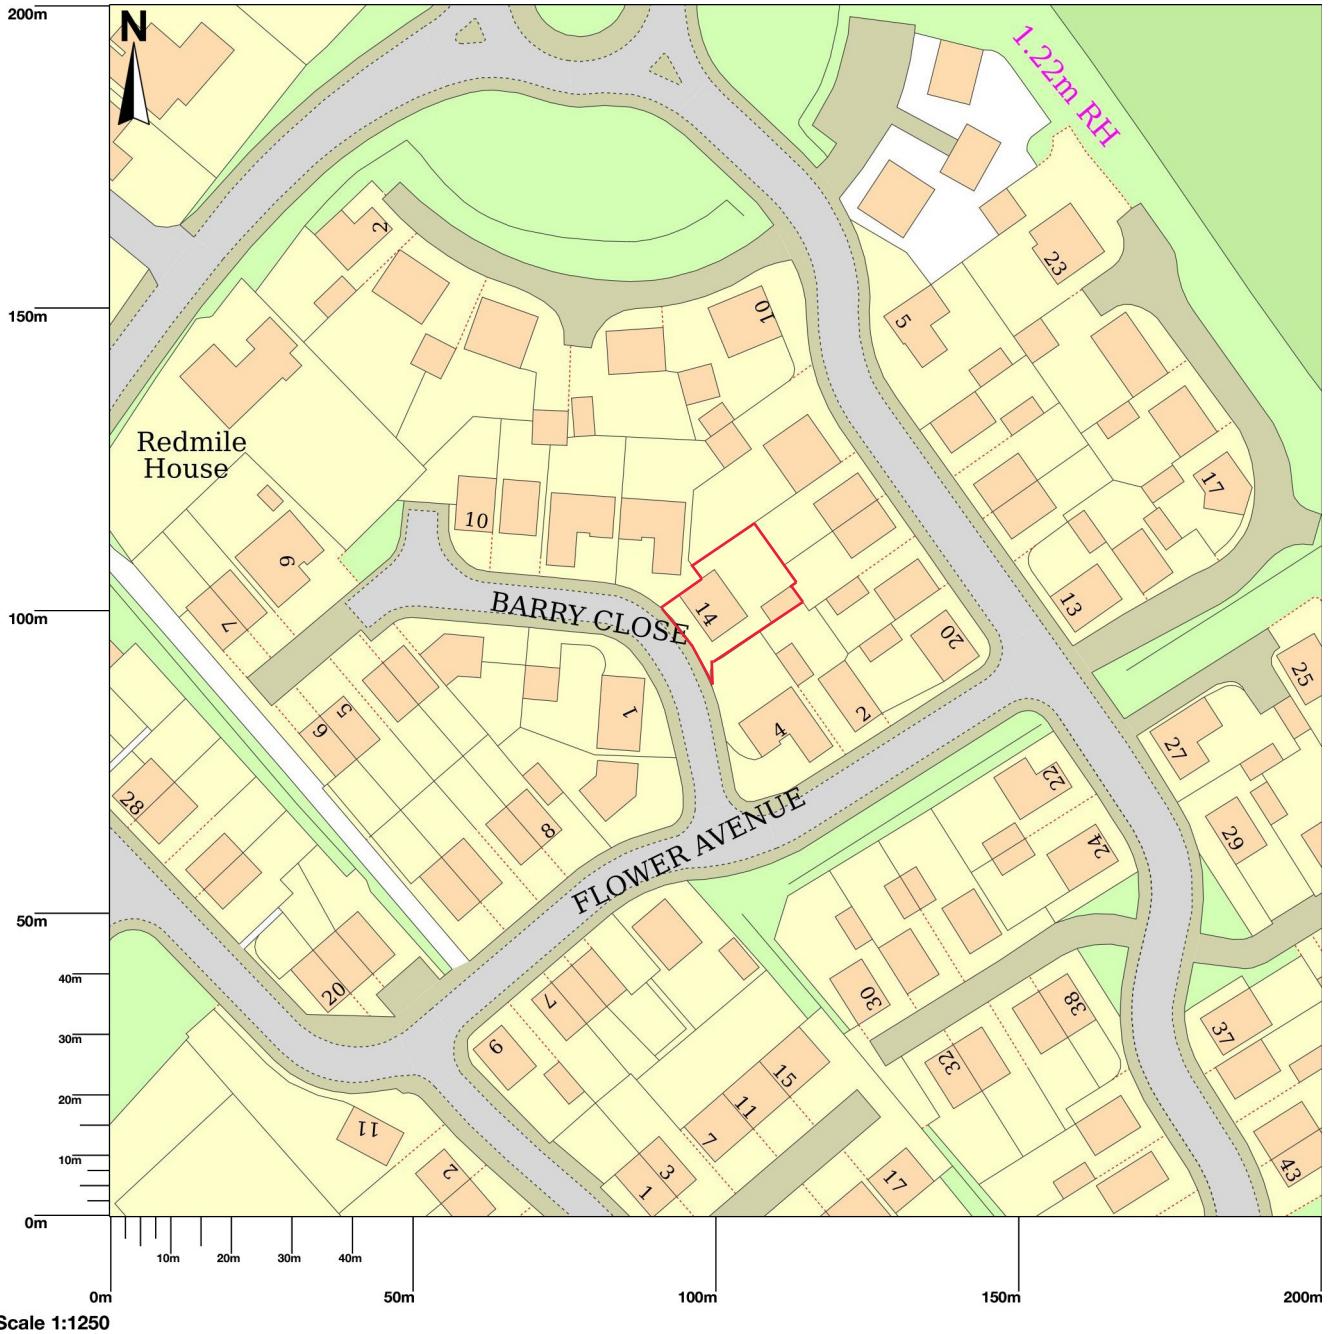 200m
N
1.22m RH
2
23
5
10
150m
Redmile
House
17
10
9
14
13
100m
BARRY CLOSE
7
20
25
5
6
1
4
2
27
28
22
8
FLOWER AVENUE
24
29
50m
20
7
30
38
40m
37
30m
6
15
32
20m
11
11
7
10m
2
3
1
17
43
0m
10m
20m
30m
40m
0m
50m
100m
150m
200m
Scale 1:1250